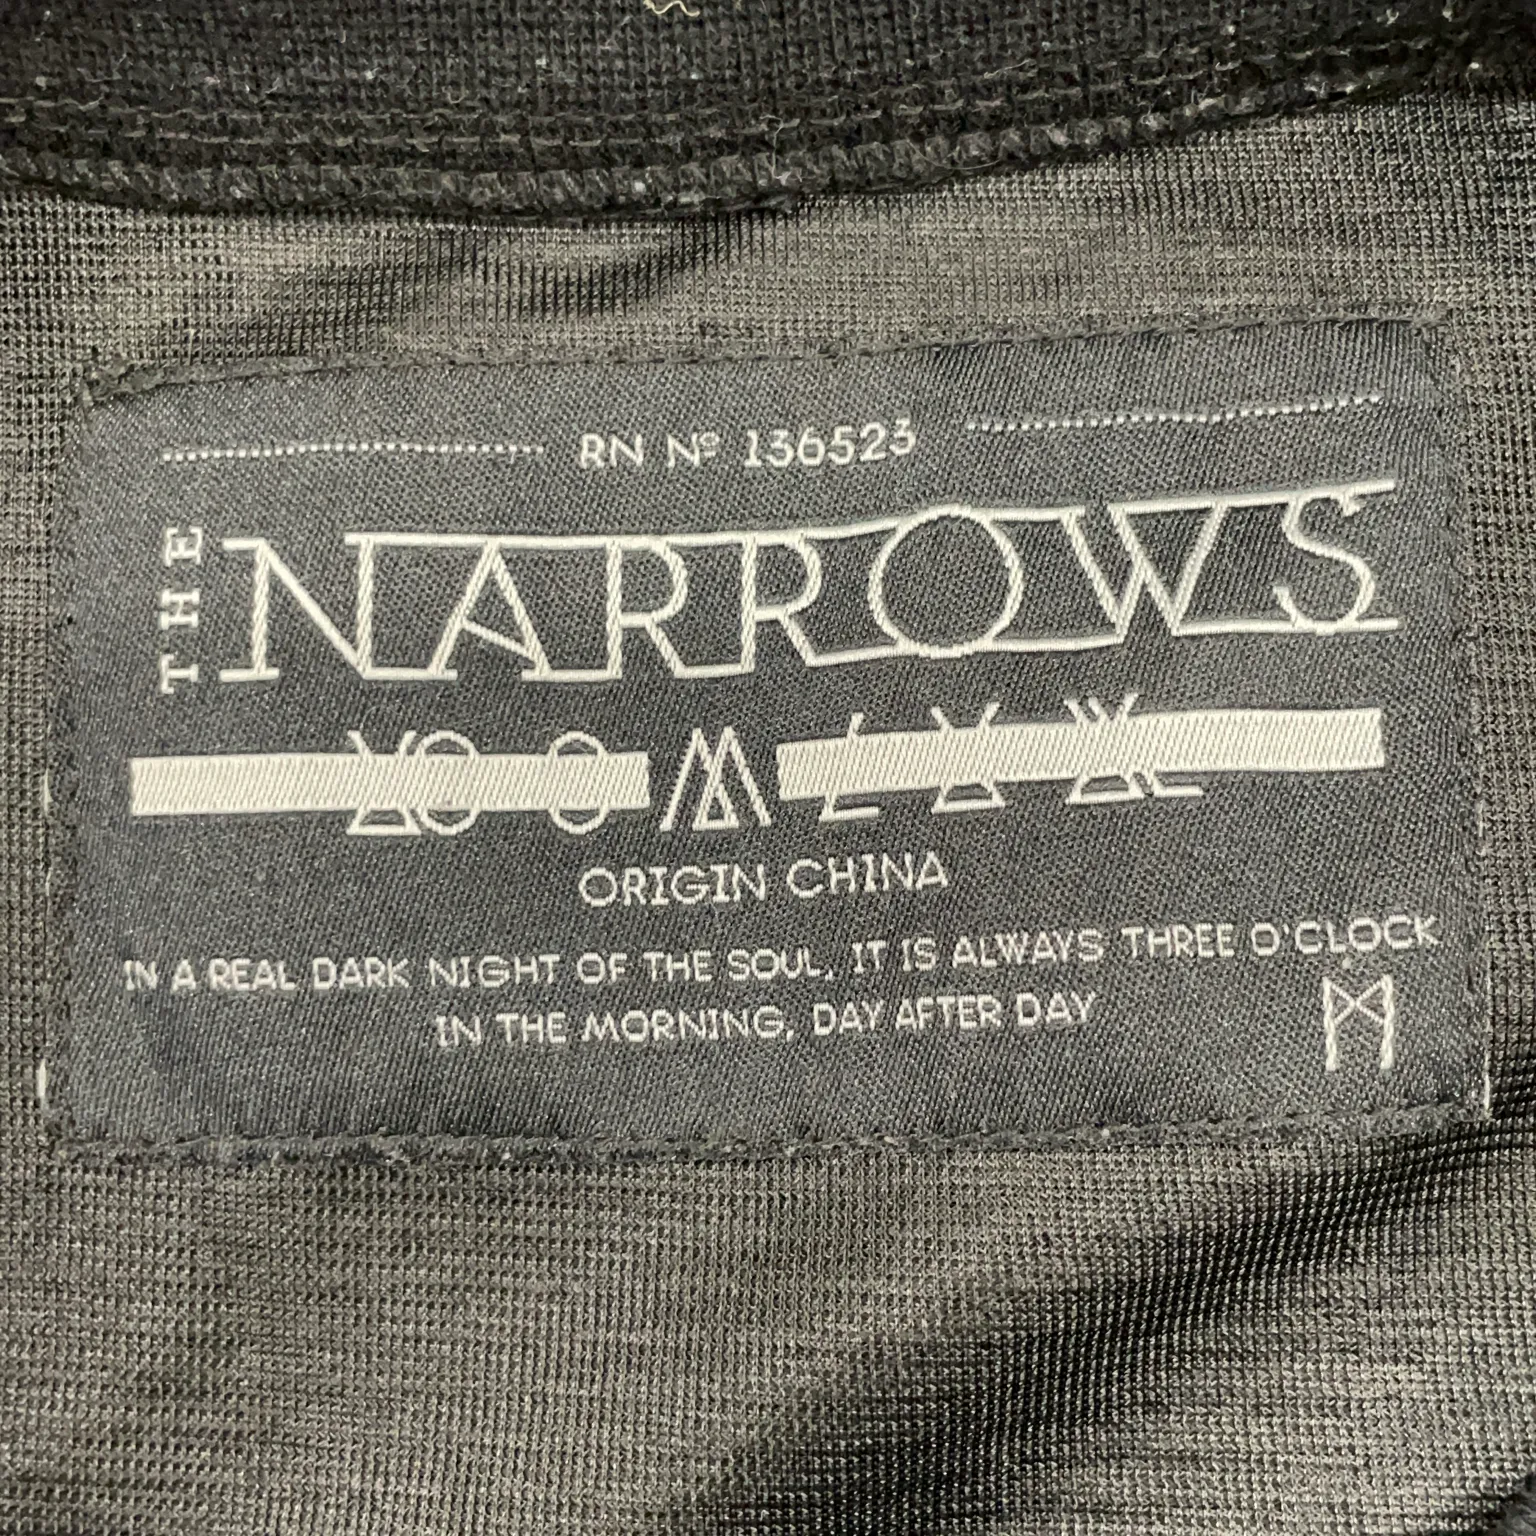 RN Nº 136523
THE NARROWS
M
ORIGIN CHINA
IN A REAL DARK NIGHT OF THE SOUL, IT IS ALWAYS THREE O'CLOCK
IN THE MORNING, DAY AFTER DAY